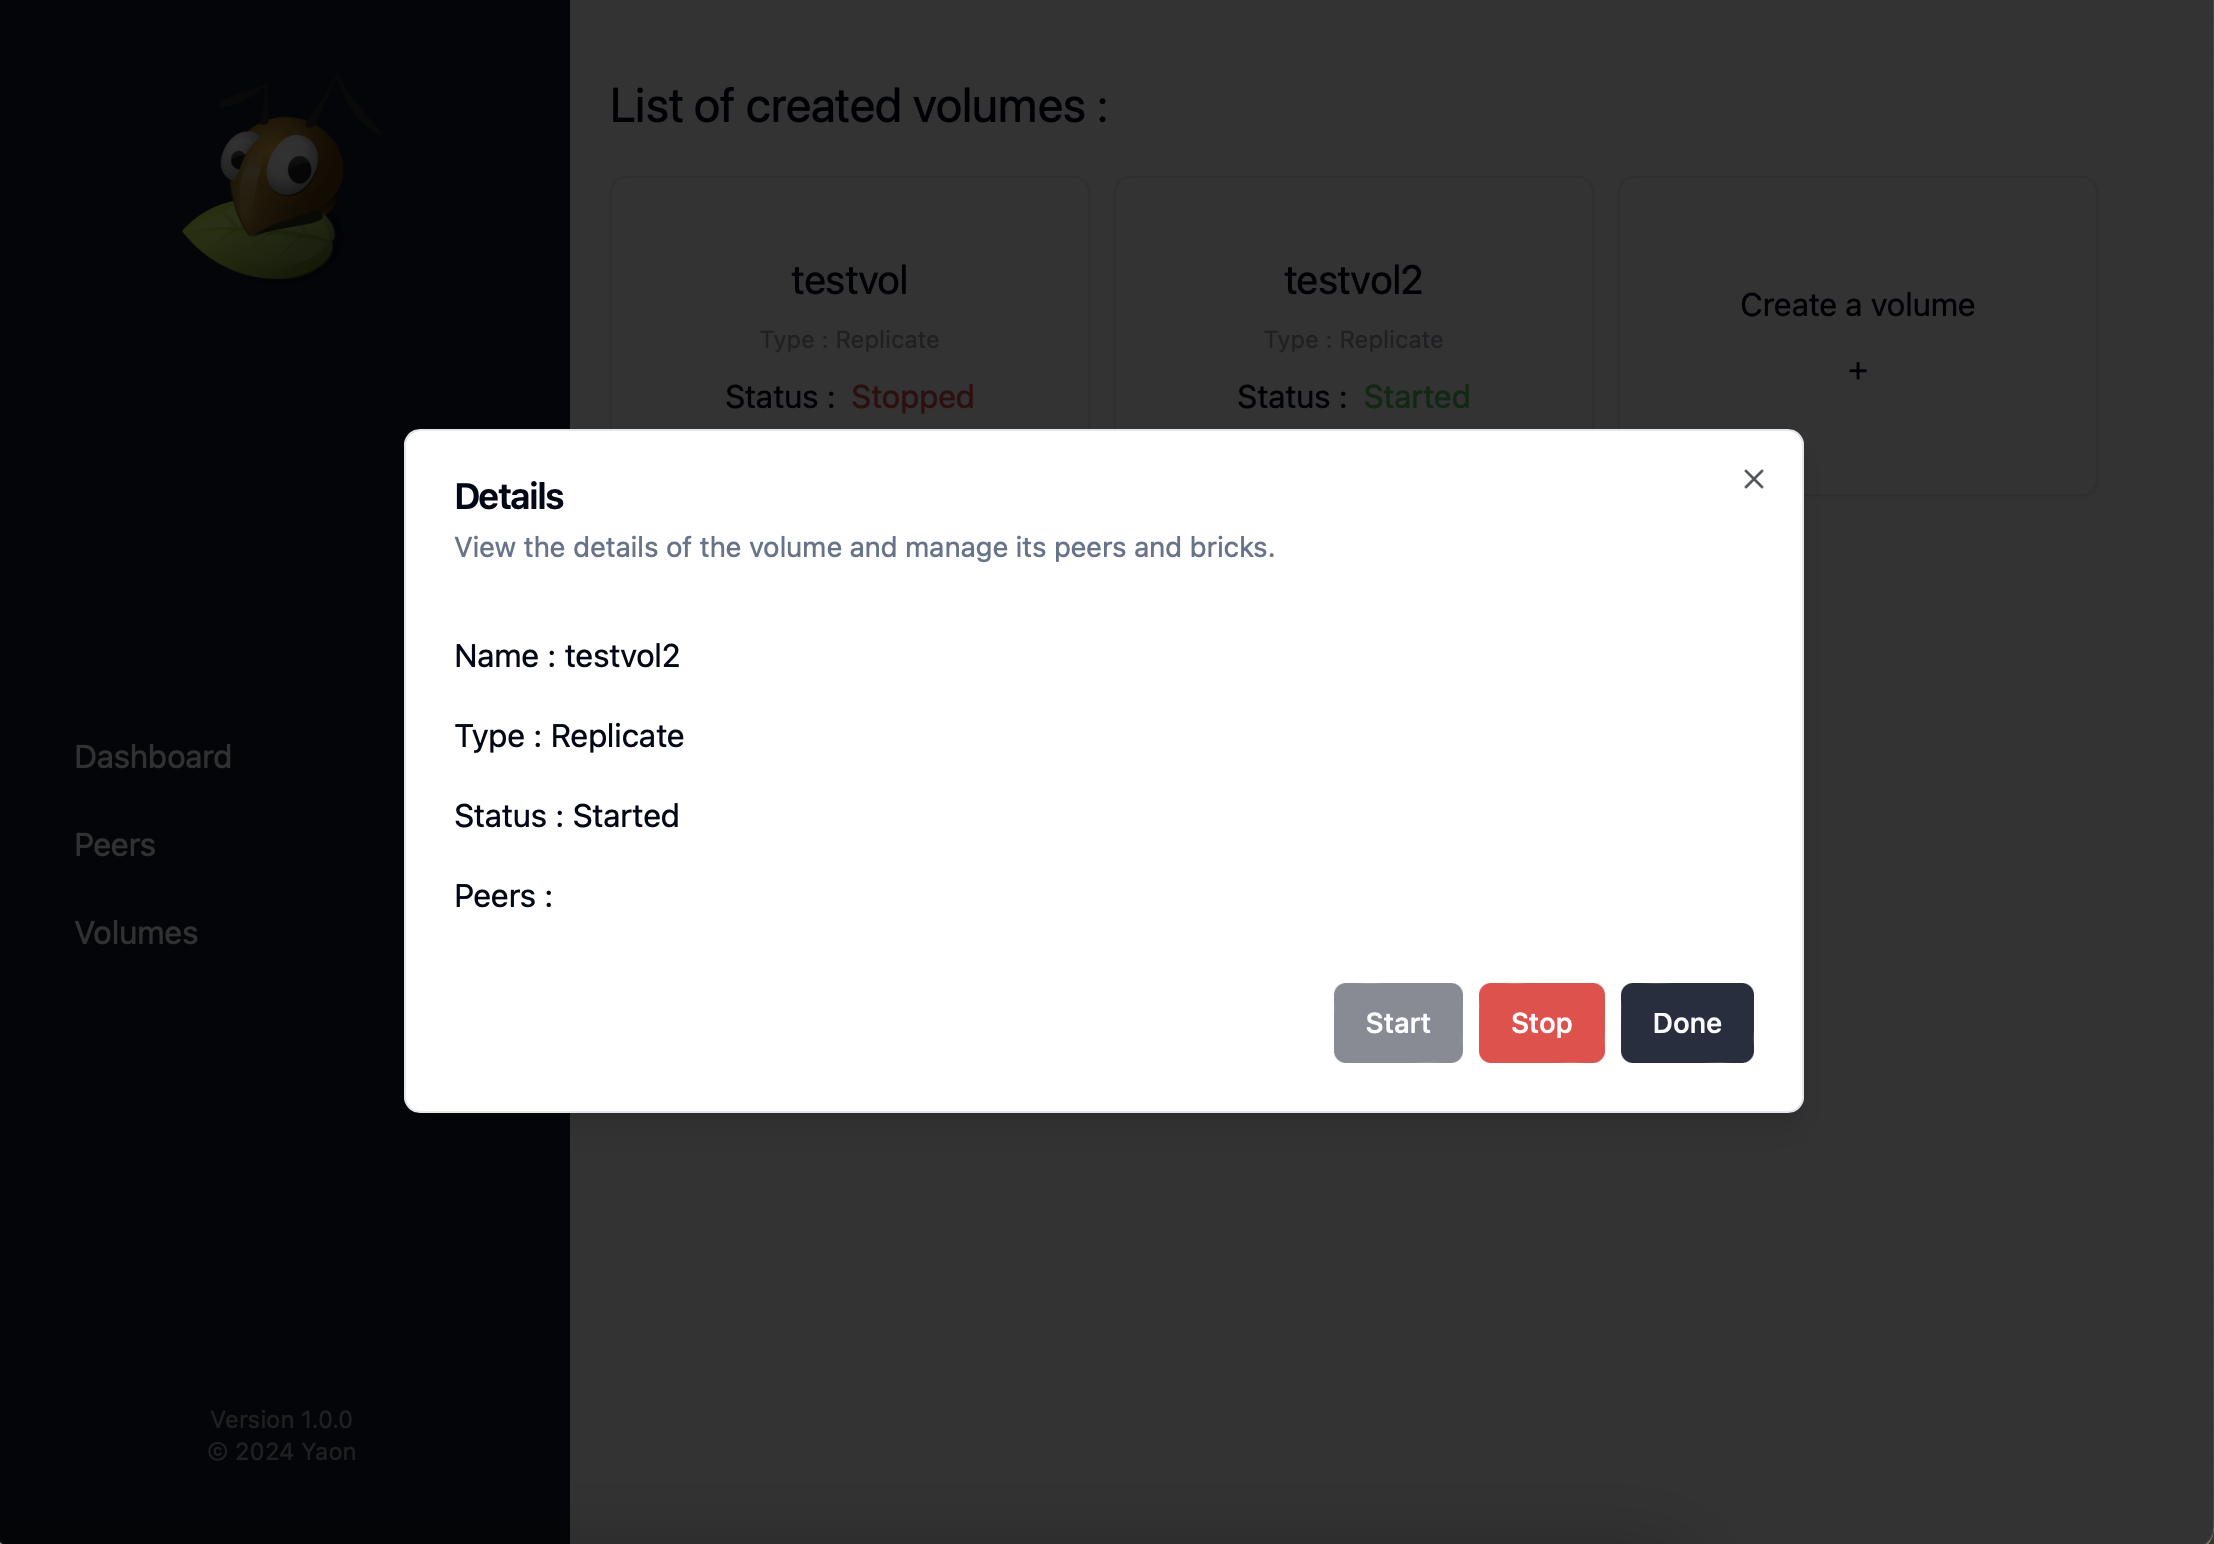 List of created volumes :
testvol
Type : Replicate
Status : Stopped
testvol2
Type : Replicate
Status : Started
Create a volume
+
Details
View the details of the volume and manage its peers and bricks.
Name : testvol2
Type : Replicate
Status : Started
Peers :
Start
Stop
Done
Dashboard
Peers
Volumes
Version 1.0.0
© 2024 Yaon